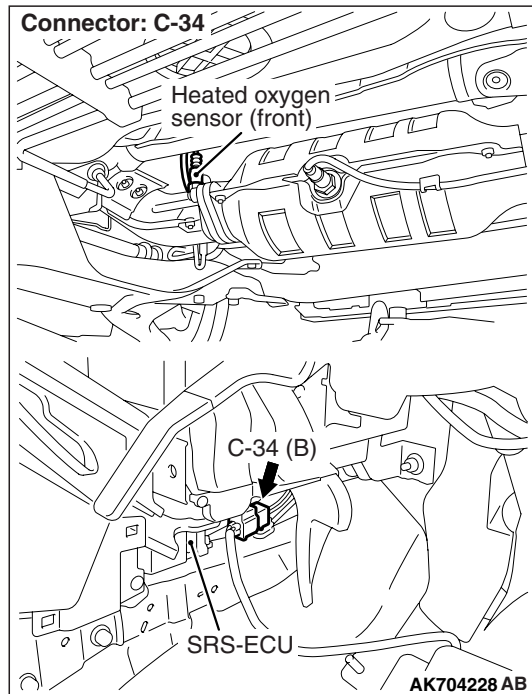 Connector: C-34
Heated oxygen
sensor (front)
C-34 (B)
SRS-ECU
AK704228 AB